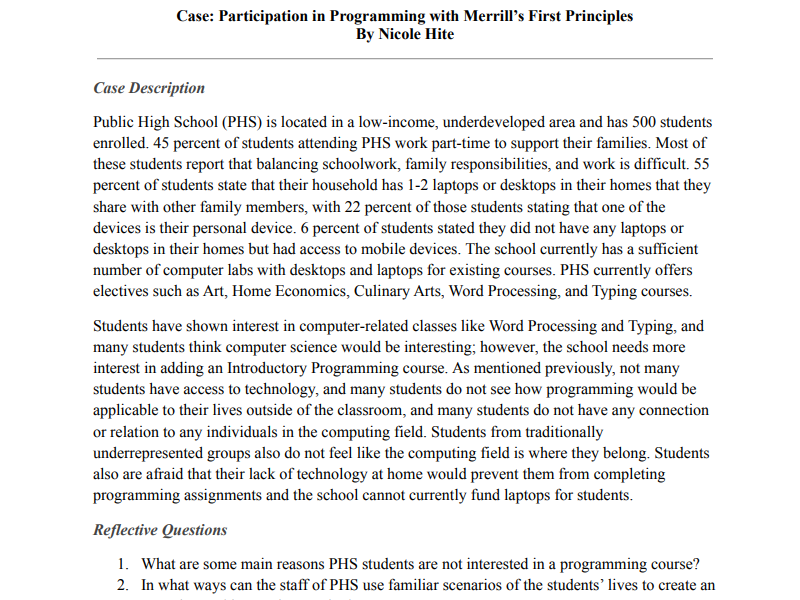 Case: Participation in Programming with Merrill’s First Principles
By Nicole Hite
Case Description
Public High School (PHS) is located in a low-income, underdeveloped area and has 500 students
enrolled. 45 percent of students attending PHS work part-time to support their families. Most of
these students report that balancing schoolwork, family responsibilities, and work is difficult. 55
percent of students state that their household has 1-2 laptops or desktops in their homes that they
share with other family members, with 22 percent of those students stating that one of the
devices is their personal device. 6 percent of students stated they did not have any laptops or
desktops in their homes but had access to mobile devices. The school currently has a sufficient
number of computer labs with desktops and laptops for existing courses. PHS currently offers
electives such as Art, Home Economics, Culinary Arts, Word Processing, and Typing courses.
Students have shown interest in computer-related classes like Word Processing and Typing, and
many students think computer science would be interesting; however, the school needs more
interest in adding an Introductory Programming course. As mentioned previously, not many
students have access to technology, and many students do not see how programming would be
applicable to their lives outside of the classroom, and many students do not have any connection
or relation to any individuals in the computing field. Students from traditionally
underrepresented groups also do not feel like the computing field is where they belong. Students
also are afraid that their lack of technology at home would prevent them from completing
programming assignments and the school cannot currently fund laptops for students.
Reflective Questions
1. What are some main reasons PHS students are not interested in a programming course?
2. In what ways can the staff of PHS use familiar scenarios of the students’ lives to create an